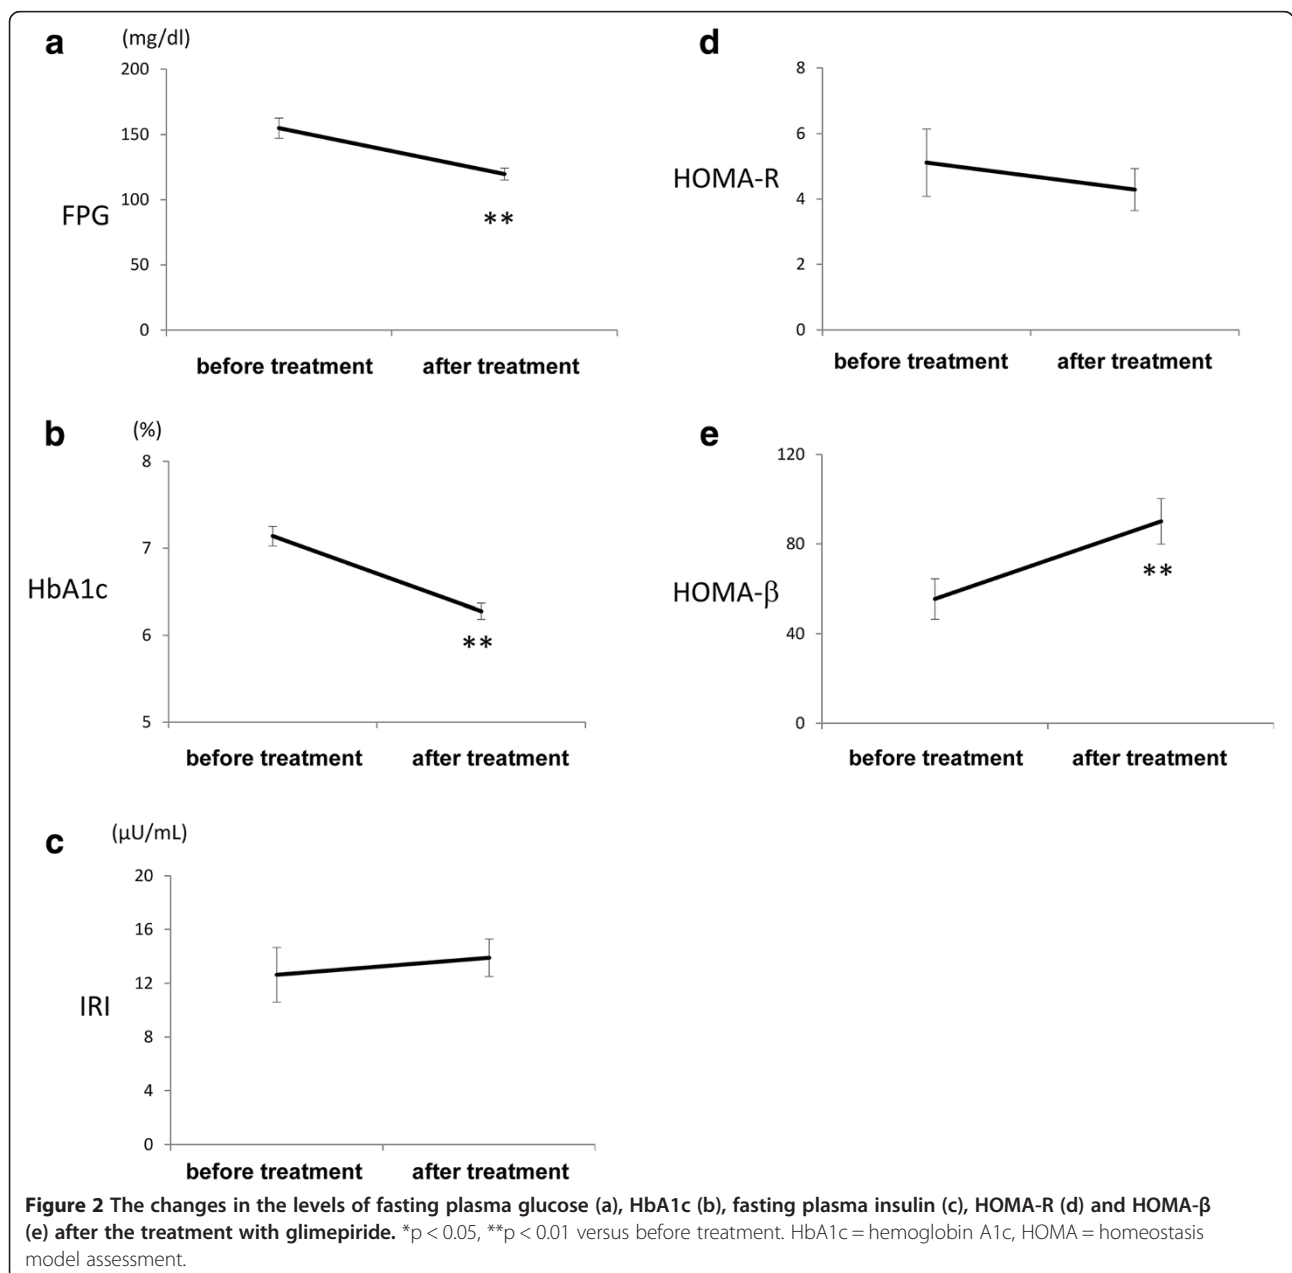 a
(mg/dl)
200
150
100
50
0
FPG
**
before treatment
after treatment
b
(%)
8
7
6
5
HbA1c
**
before treatment
after treatment
c
(μU/mL)
20
16
12
8
4
0
IRI
before treatment
after treatment
d
8
6
4
2
0
HOMA-R
before treatment
after treatment
e
120
80
40
0
HOMA-β
**
before treatment
after treatment
Figure 2 The changes in the levels of fasting plasma glucose (a), HbA1c (b), fasting plasma insulin (c), HOMA-R (d) and HOMA-β
(e) after the treatment with glimepiride. *p < 0.05, **p < 0.01 versus before treatment. HbA1c = hemoglobin A1c, HOMA = homeostasis
model assessment.